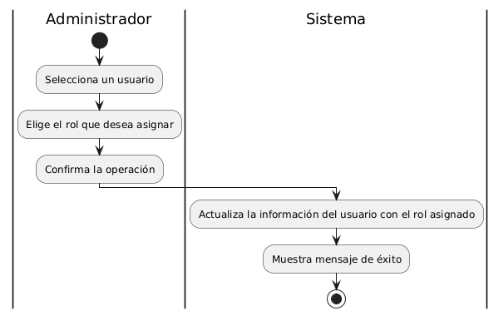 Administrador
Sistema
Selecciona un usuario
Elige el rol que desea asignar
Confirma la operación
Actualiza la información del usuario con el rol asignado
Muestra mensaje de éxito